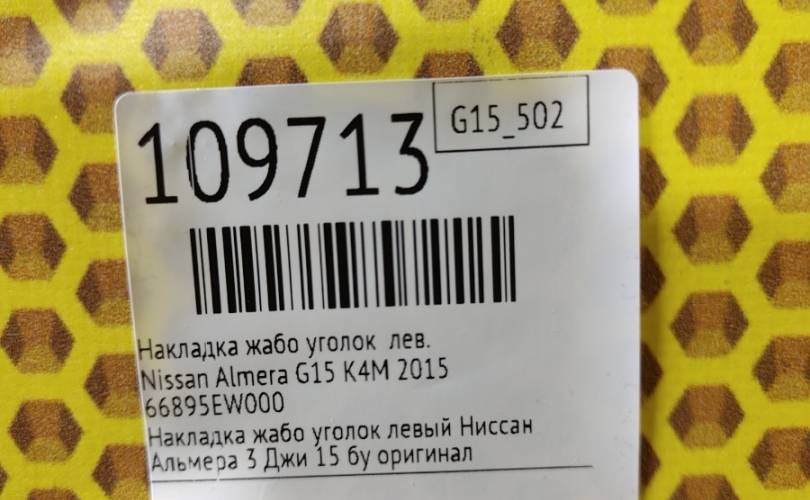 109713
G15_502
Накладка жабо уголок лев.
Nissan Almera G15 K4M 2015
66895EW000
Накладка жабо уголок левый Ниссан
Альмера 3 Джи 15 бу оригинал